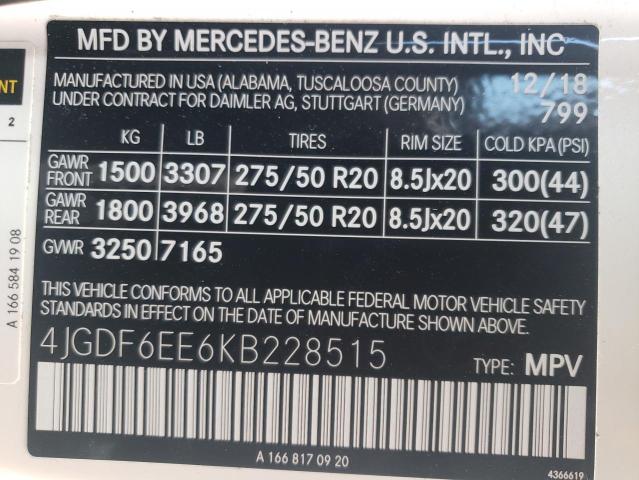 MFD BY MERCEDES-BENZ U.S. INTL., INC
MANUFACTURED IN USA (ALABAMA, TUSCALOOSA COUNTY) 12/18
UNDER CONTRACT FOR DAIMLER AG, STUTTGART (GERMANY) 799
KG LB TIRES RIM SIZE COLD KPA (PSI)
GAWR FRONT 1500 3307 275/50 R20 8.5Jx20 300(44)
GAWR REAR 1800 3968 275/50 R20 8.5Jx20 320(47)
GVWR 3250 7165
THIS VEHICLE CONFORMS TO ALL APPLICABLE FEDERAL MOTOR VEHICLE SAFETY
STANDARDS IN EFFECT ON THE DATE OF MANUFACTURE SHOWN ABOVE.
4JGDF6EE6KB228515 TYPE: MPV
A 166 817 09 20
4366619
NT
2
A 166 584 19 08